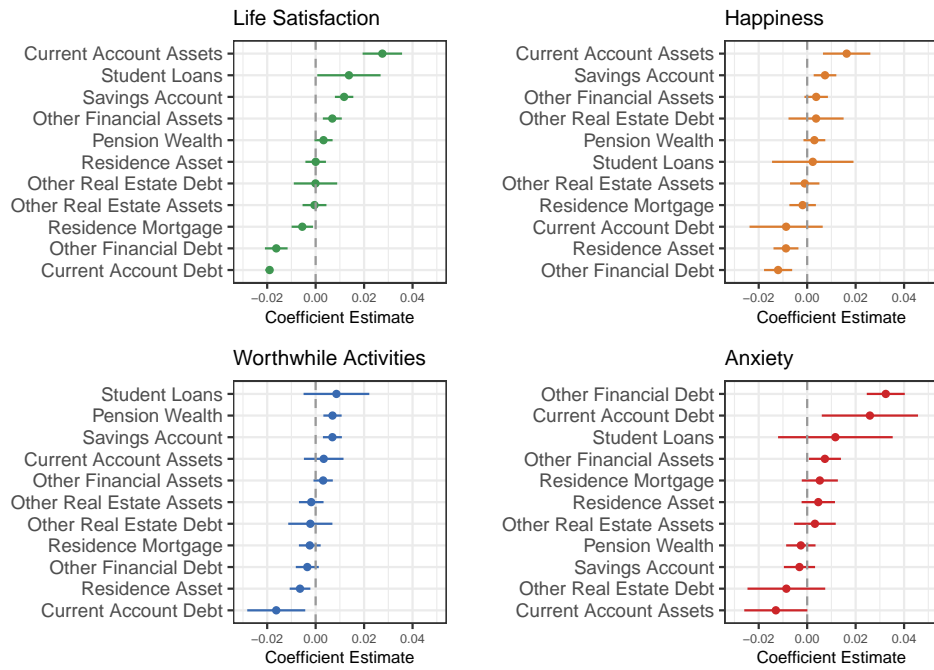 Life Satisfaction
Current Account Assets
Student Loans
Savings Account
Other Financial Assets
Pension Wealth
Residence Asset
Other Real Estate Debt
Other Real Estate Assets
Residence Mortgage
Other Financial Debt
Current Account Debt
−0.02 0.00 0.02 0.04
Coefficient Estimate
Happiness
Current Account Assets
Savings Account
Other Financial Assets
Other Real Estate Debt
Pension Wealth
Student Loans
Other Real Estate Assets
Residence Mortgage
Current Account Debt
Residence Asset
Other Financial Debt
−0.02 0.00 0.02 0.04
Coefficient Estimate
Worthwhile Activities
Student Loans
Pension Wealth
Savings Account
Current Account Assets
Other Financial Assets
Other Real Estate Assets
Other Real Estate Debt
Residence Mortgage
Other Financial Debt
Residence Asset
Current Account Debt
−0.02 0.00 0.02 0.04
Coefficient Estimate
Anxiety
Other Financial Debt
Current Account Debt
Student Loans
Other Financial Assets
Residence Mortgage
Residence Asset
Other Real Estate Assets
Pension Wealth
Savings Account
Other Real Estate Debt
Current Account Assets
−0.02 0.00 0.02 0.04
Coefficient Estimate